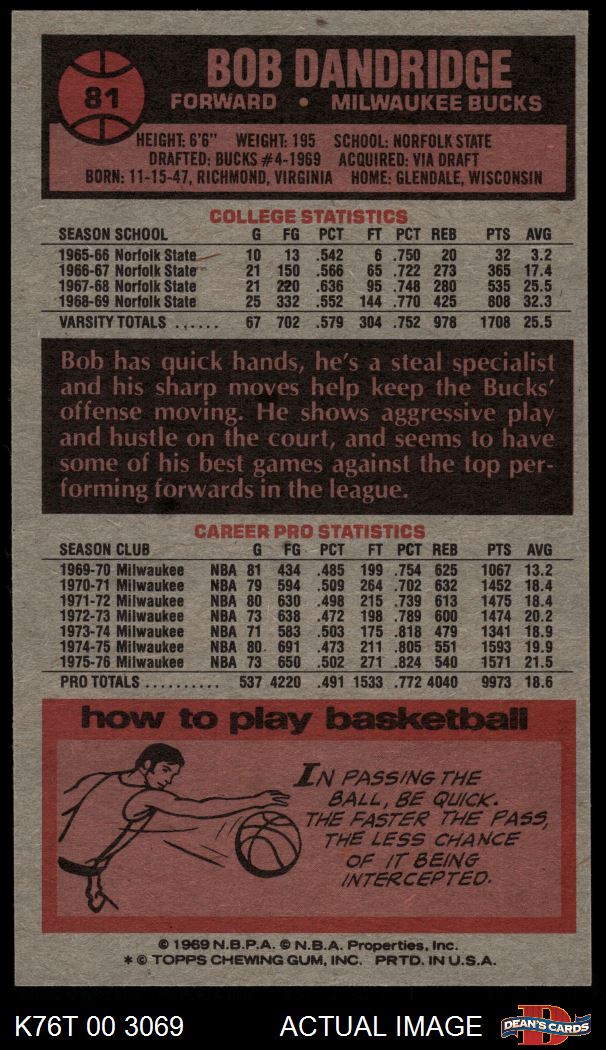 81
BOB DANDRIDGE
FORWARD • MILWAUKEE BUCKS
HEIGHT: 6'6" WEIGHT: 195 SCHOOL: NORFOLK STATE
DRAFTED: BUCKS #4-1969 ACQUIRED: VIA DRAFT
BORN: 11-15-47, RICHMOND, VIRGINIA HOME: GLENDALE, WISCONSIN
COLLEGE STATISTICS
SEASON SCHOOL G FG PCT FT PCT REB PTS AVG
1965-66 Norfolk State 10 13 .542 6 .750 20 32 3.2
1966-67 Norfolk State 21 150 .566 65 .722 273 365 17.4
1967-68 Norfolk State 21 220 .636 95 .748 280 535 25.5
1968-69 Norfolk State 25 332 .552 144 .770 425 808 32.3
VARSITY TOTALS ...... 67 702 .579 304 .752 978 1708 25.5
Bob has quick hands, he's a steal specialist
and his sharp moves help keep the Bucks'
offense moving. He shows aggressive play
and hustle on the court, and seems to have
some of his best games against the top per-
forming forwards in the league.
CAREER PRO STATISTICS
SEASON CLUB G FG PCT FT PCT REB PTS AVG
1969-70 Milwaukee NBA 81 434 .485 199 .754 625 1067 13.2
1970-71 Milwaukee NBA 79 594 .509 264 .702 632 1452 18.4
1971-72 Milwaukee NBA 80 630 .498 215 .739 613 1475 18.4
1972-73 Milwaukee NBA 73 638 .472 198 .789 600 1474 20.2
1973-74 Milwaukee NBA 71 583 .503 175 .818 479 1341 18.9
1974-75 Milwaukee NBA 80 691 .473 211 .805 551 1593 19.9
1975-76 Milwaukee NBA 73 650 .502 271 .824 540 1571 21.5
PRO TOTALS .......... 537 4220 .491 1533 .772 4040 9973 18.6
how to play basketball
IN PASSING THE
BALL, BE QUICK.
THE FASTER THE PASS,
THE LESS CHANCE
OF IT BEING
INTERCEPTED.
© 1969 N.B.P.A. © N.B.A. Properties, Inc.
* © TOPPS CHEWING GUM, INC. PRTD. IN U.S.A.
K76T 00 3069 ACTUAL IMAGE DEAN'S CARDS